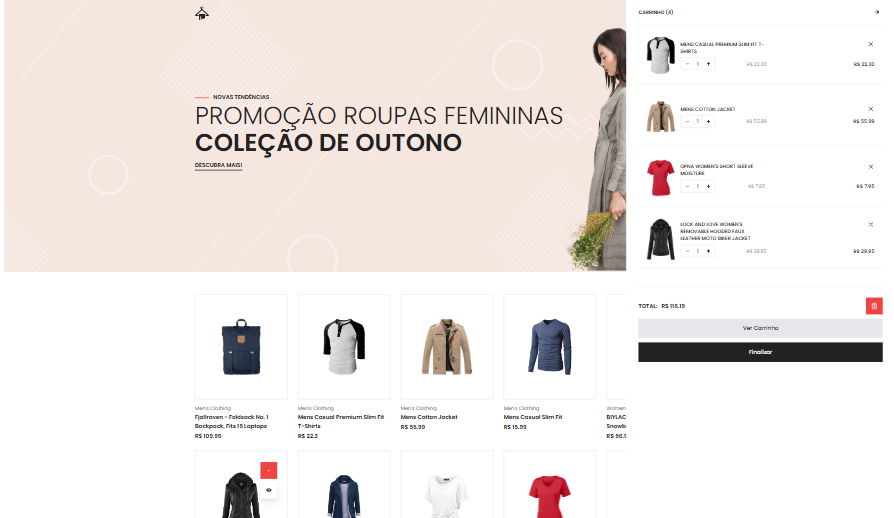 NOVAS TENDÊNCIAS
PROMOÇÃO ROUPAS FEMININAS
COLEÇÃO DE OUTONO
DESCUBRA MAIS!
Men's Clothing
Fjallraven - Foldsack No. 1
Backpack, Fits 15 Laptops
R$ 109.95
Men's Clothing
Mens Casual Premium Slim Fit
T-Shirts
R$ 22.3
Men's Clothing
Mens Cotton Jacket
R$ 55.99
Men's Clothing
Mens Casual Slim Fit
R$ 15.99
Women
BIYLAC
Snowb
R$ 56.9
CARRINHO (4)
MENS CASUAL PREMIUM SLIM FIT T-
SHIRTS
- 1 + R$ 22.30 R$ 22.30
MENS COTTON JACKET
- 1 + R$ 55.99 R$ 55.99
OPNA WOMEN'S SHORT SLEEVE
MOISTURE
- 1 + R$ 7.95 R$ 7.95
LOCK AND LOVE WOMEN'S
REMOVABLE HOODED FAUX
LEATHER MOTO BIKER JACKET
- 1 + R$ 29.95 R$ 29.95
TOTAL: R$ 116.19
Ver Carrinho
Finalizar